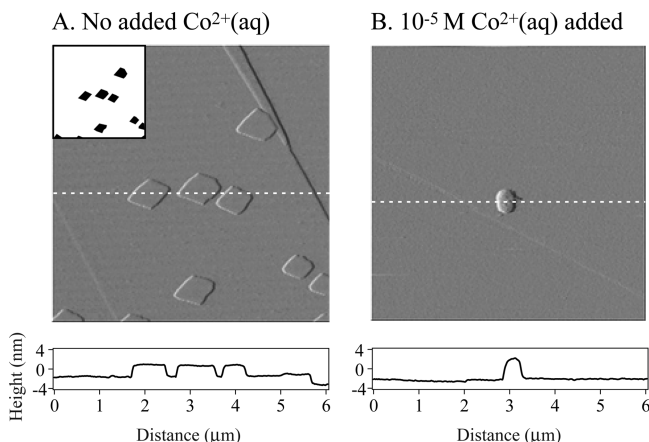 A. No added Co²⁺(aq)
B. 10⁻⁵ M Co²⁺(aq) added
Height (nm)
4
0
-4
0 1 2 3 4 5 6
Distance (μm)
4
0
-4
0 1 2 3 4 5 6
Distance (μm)